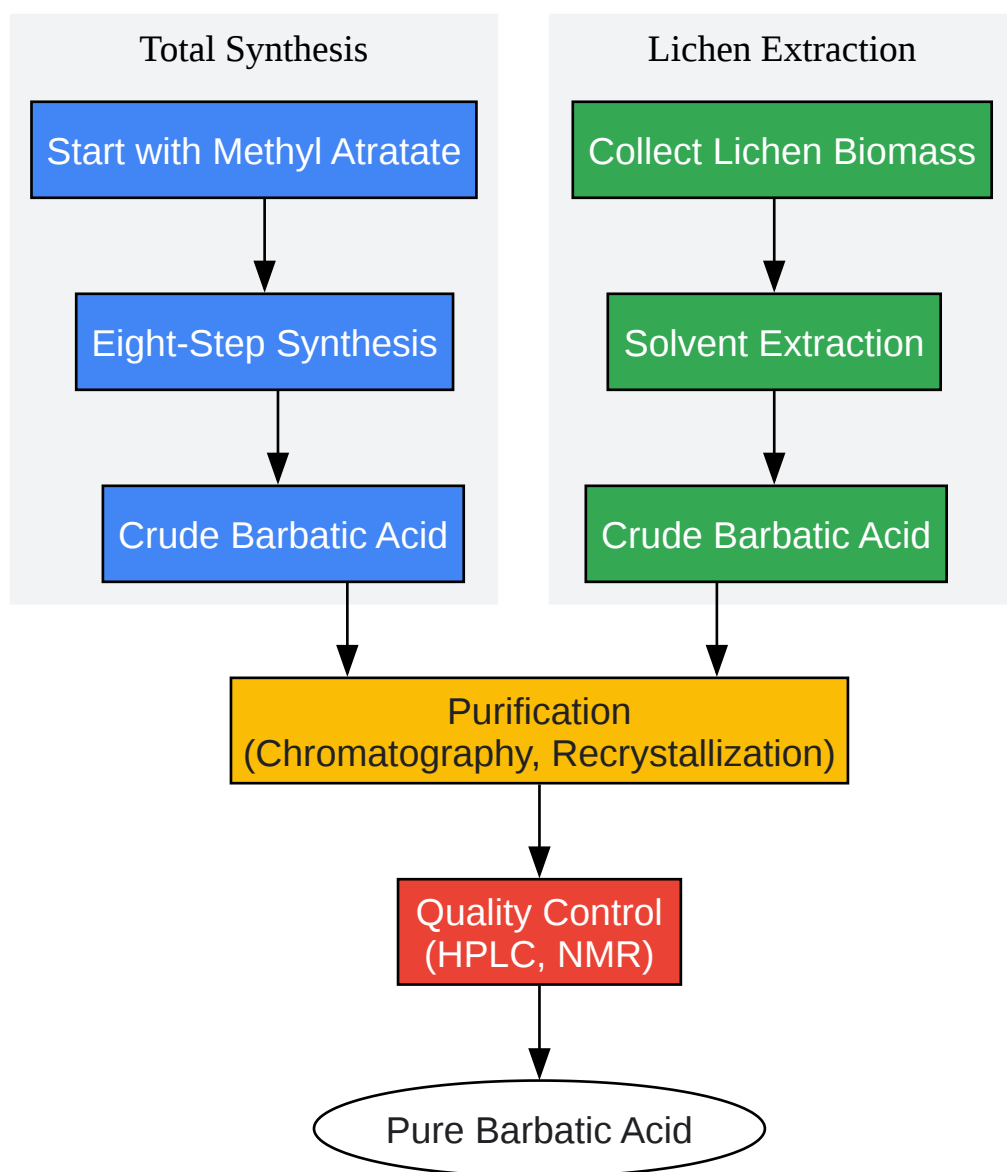 Total Synthesis
Start with Methyl Atratate
Eight-Step Synthesis
Crude Barbatic Acid
Lichen Extraction
Collect Lichen Biomass
Solvent Extraction
Crude Barbatic Acid
Purification
(Chromatography, Recrystallization)
Quality Control
(HPLC, NMR)
Pure Barbatic Acid